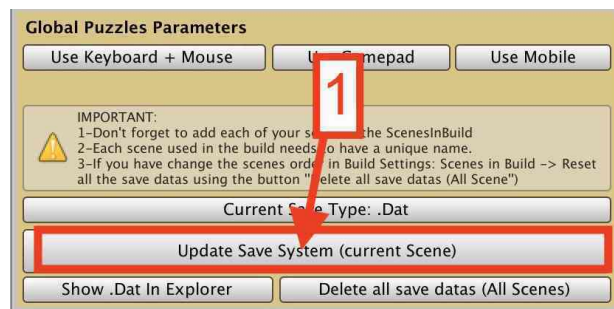 Global Puzzles Parameters
Use Keyboard + Mouse
Gamepad
Use Mobile
1
IMPORTANT:
1-Don't forget to add each of your the ScenesInBuild
2-Each scene used in the build needs to have a unique name.
3-If you have change the scenes order in Build Settings: Scenes in Build -> Reset
all the save datas using the button "Delete all save datas (All Scene")
Current Save Type: .Dat
Update Save System (current Scene)
Show .Dat In Explorer
Delete all save datas (All Scenes)